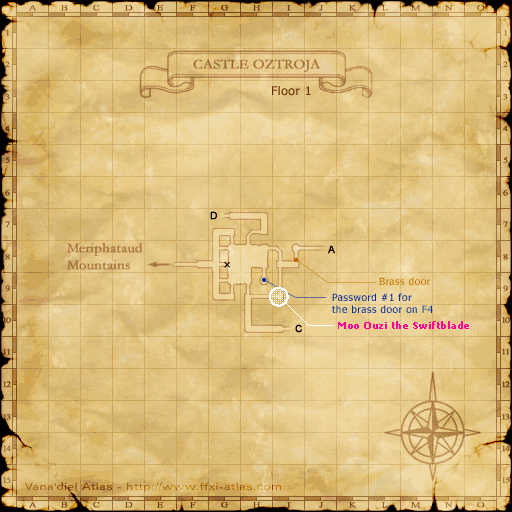 A B C D E F G H I J K L M N O
CASTLE OZTROJA
Floor 1
D
Meriphataud
Mountains
x
A
Brass door
Password #1 for
the brass door on F4
Moo Ouzi the Swiftblade
C
Vana'diel Atlas - http://www.ffxi-atlas.com
1
2
3
4
5
6
7
8
9
10
11
12
13
14
15
A B C D E F G H I J K L M N O